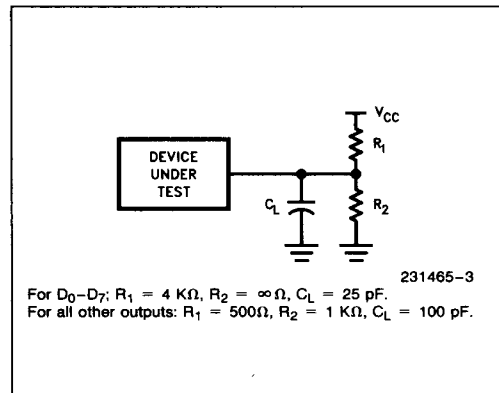 V_CC
R_1
DEVICE
UNDER
TEST
C_L
R_2
231465-3
For D_0–D_7; R_1 = 4 KΩ, R_2 = ∞ Ω, C_L = 25 pF.
For all other outputs: R_1 = 500Ω, R_2 = 1 KΩ, C_L = 100 pF.